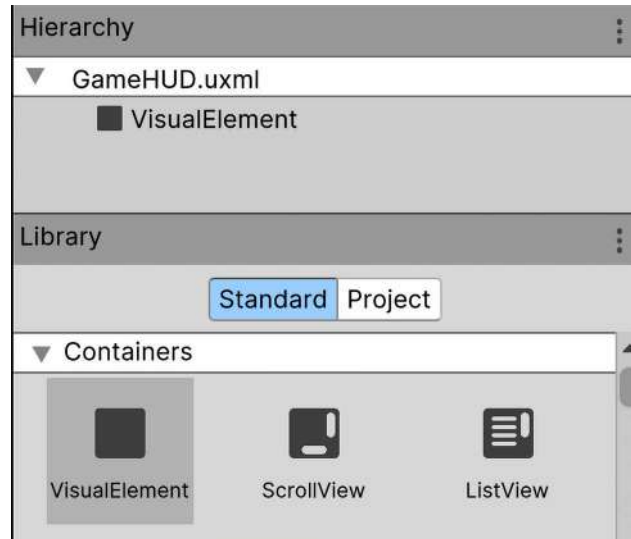 Hierarchy
GameHUD.uxml
VisualElement
Library
Standard Project
Containers
VisualElement ScrollView ListView